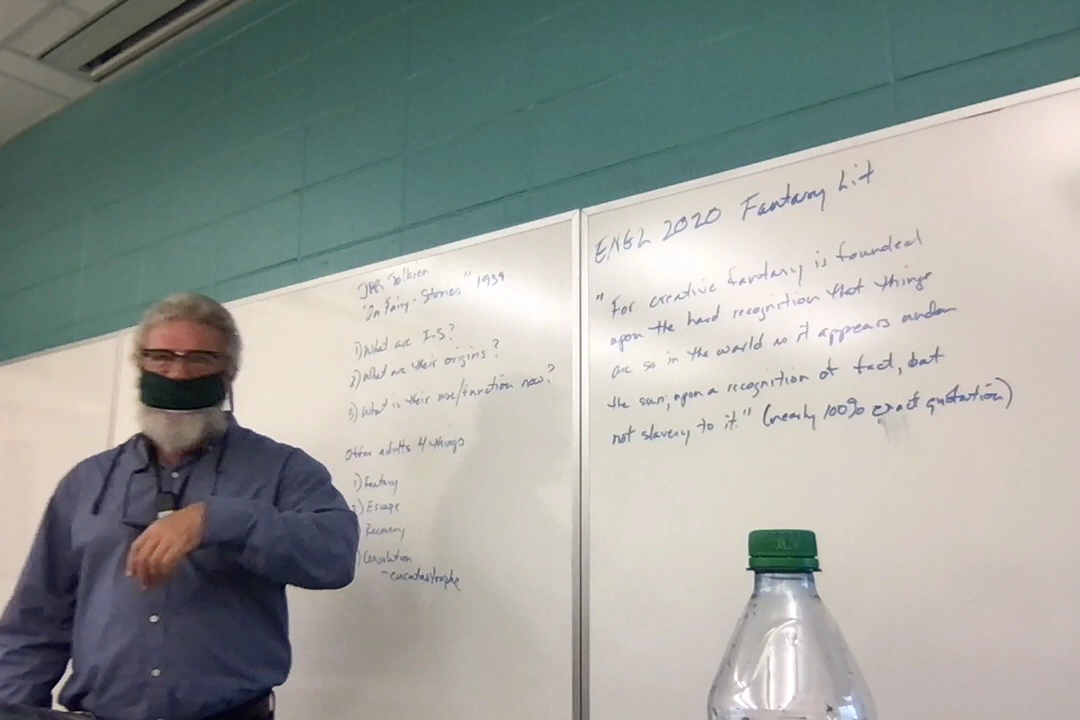 JRR Tolkien
"On Fairy-Stories" 1939
1) What are F-S?
2) What are their origins?
3) What is their use/function now?
Offer adults 4 things
1) Fantasy
2) Escape
) Recovery
) Consolation
- eucatastrophe
ENGL 2020 Fantasy Lit
"For creative fantasy is founded
upon the hard recognition that things
are so in the world as it appears under
the sun; upon a recognition of fact, but
not slavery to it." (nearly 100% exact quotation)